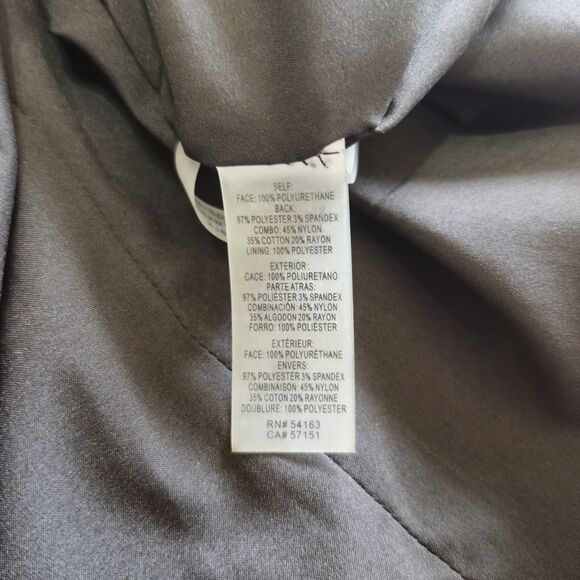 SELF:
FACE: 100% POLYURETHANE
BACK:
97% POLYESTER 3% SPANDEX
COMBO: 45% NYLON
35% COTTON 20% RAYON
LINING: 100% POLYESTER
EXTERIOR:
CACE: 100% POLIURETANO
PARTE ATRAS:
97% POLIÉSTER 3% SPANDEX
COMBINACIÓN: 45% NYLON
35% ALGODON 20% RAYON
FORRO: 100% POLIÉSTER
EXTÉRIEUR:
FACE: 100% POLYURÉTHANE
ENVERS:
97% POLYESTER 3% SPANDEX
COMBINAISON: 45% NYLON
35% COTON 20% RAYONNE
DOUBLURE: 100% POLYESTER
RN# 54163
CA# 57151